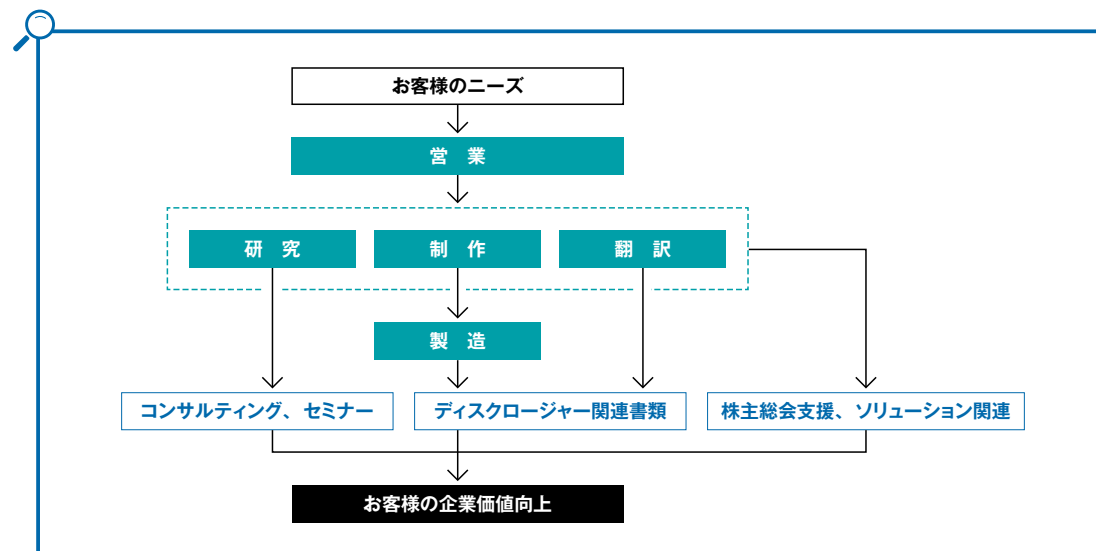 お客様のニーズ
営　業
研　究
制　作
翻　訳
製　造
コンサルティング、セミナー
ディスクロージャー関連書類
株主総会支援、ソリューション関連
お客様の企業価値向上